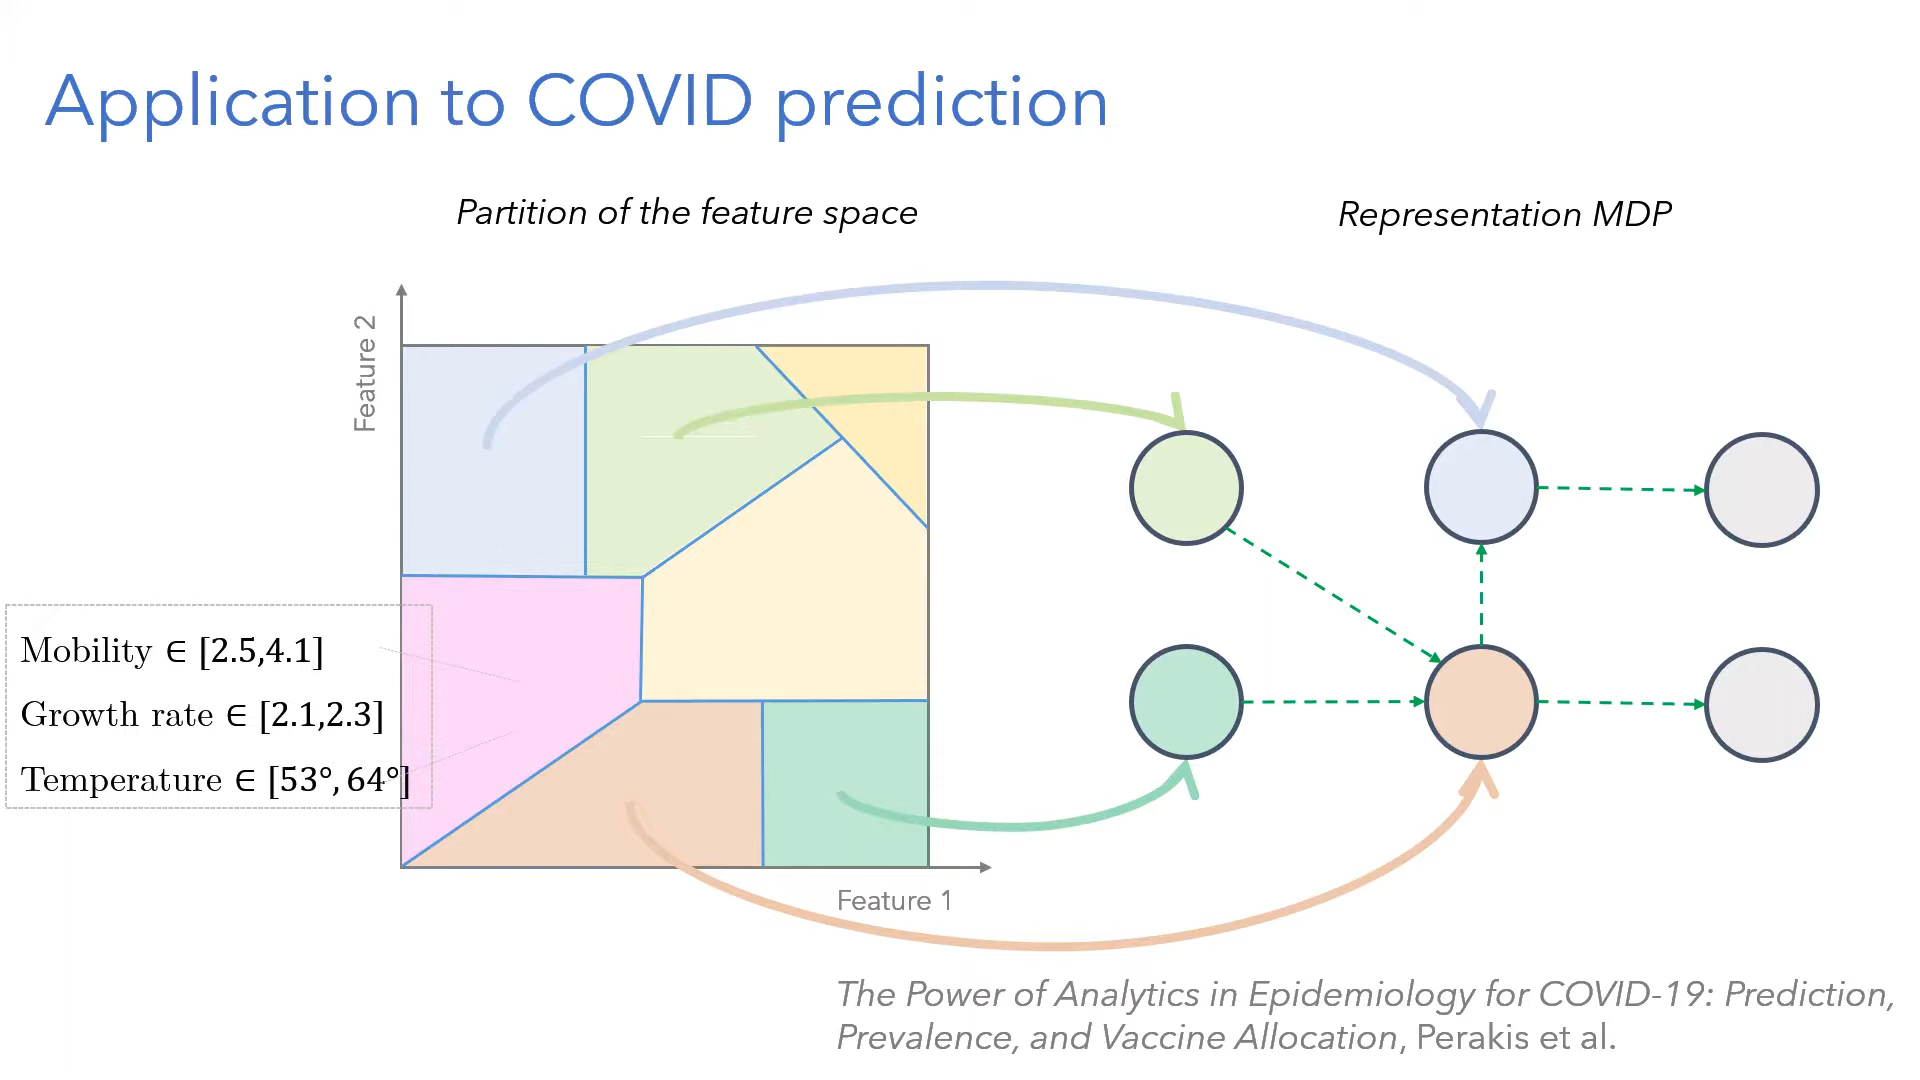 Application to COVID prediction
Partition of the feature space
Representation MDP
Feature 2
Mobility ∈ [2.5,4.1]
Growth rate ∈ [2.1,2.3]
Temperature ∈ [53°, 64°]
Feature 1
The Power of Analytics in Epidemiology for COVID-19: Prediction,
Prevalence, and Vaccine Allocation, Perakis et al.